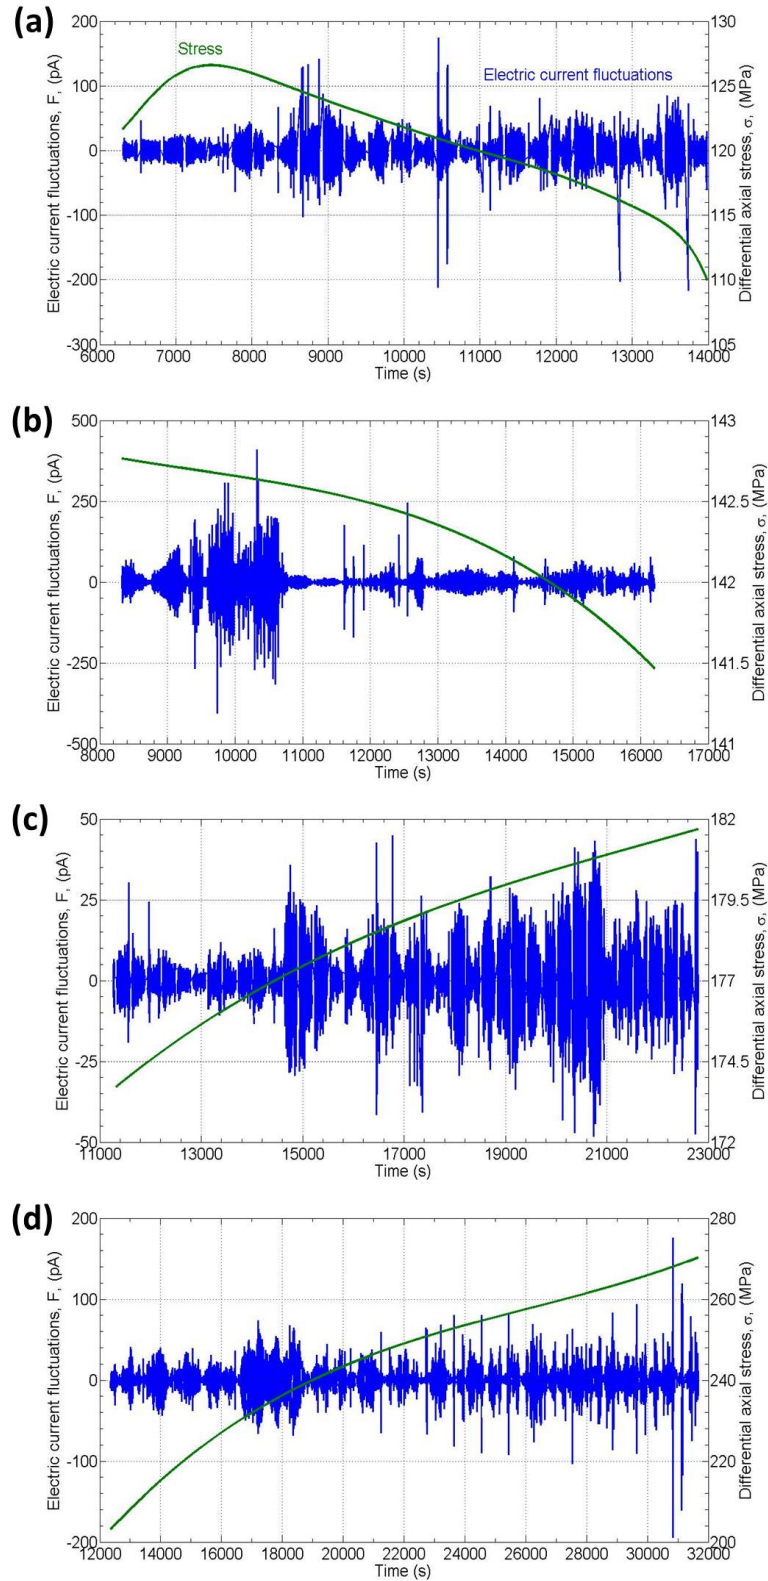 (a)
200
100
0
-100
-200
-300
Electric current fluctuations, F, (pA)
Stress
Electric current fluctuations
130
125
120
115
110
105
Differential axial stress, σ, (MPa)
6000 7000 8000 9000 10000 11000 12000 13000 14000
Time (s)
(b)
500
250
0
-250
-500
Electric current fluctuations, F, (pA)
143
142.5
142
141.5
141
Differential axial stress, σ, (MPa)
8000 9000 10000 11000 12000 13000 14000 15000 16000 17000
Time (s)
(c)
50
25
0
-25
-50
Electric current fluctuations, F, (pA)
182
179.5
177
174.5
172
Differential axial stress, σ, (MPa)
11000 13000 15000 17000 19000 21000 23000
Time (s)
(d)
200
100
0
-100
-200
Electric current fluctuations, F, (pA)
280
260
240
220
200
Differential axial stress, σ, (MPa)
12000 14000 16000 18000 20000 22000 24000 26000 28000 30000 32000
Time (s)